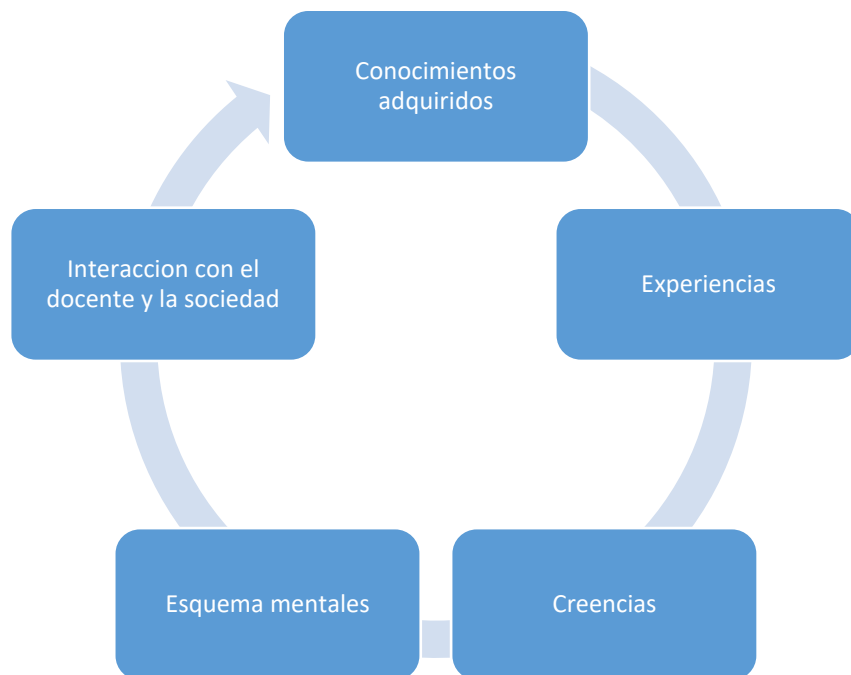 Conocimientos
adquiridos
Experiencias
Creencias
Esquema mentales
Interaccion con el
docente y la sociedad